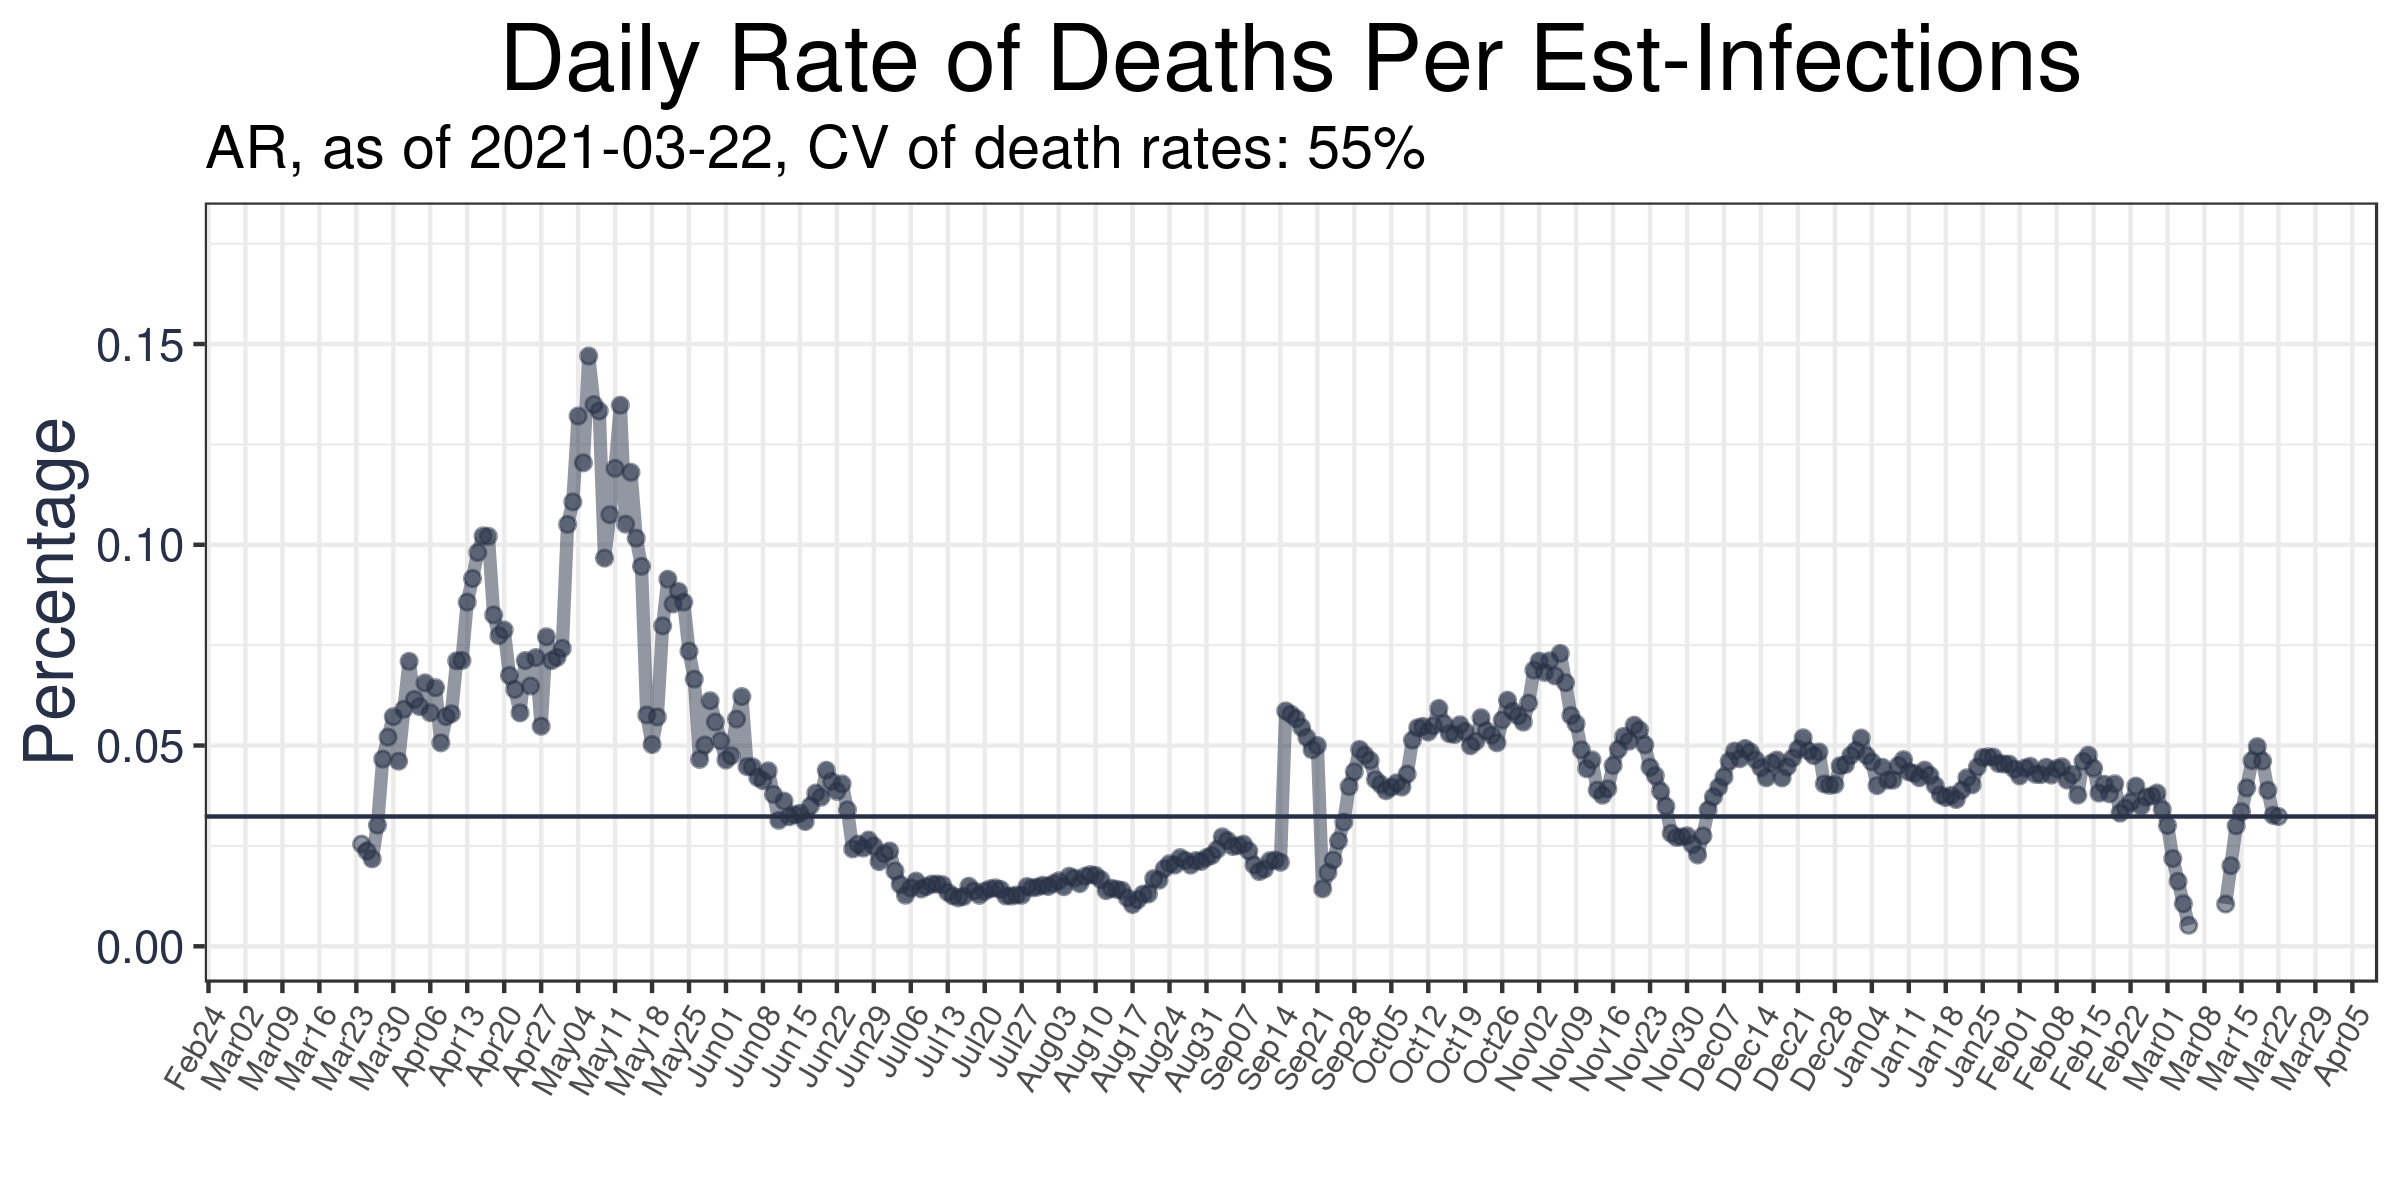 Daily Rate of Deaths Per Est-Infections
AR, as of 2021-03-22, CV of death rates: 55%
Percentage
0.15
0.10
0.05
0.00
Feb24
Mar02
Mar09
Mar16
Mar23
Mar30
Apr06
Apr13
Apr20
Apr27
May04
May11
May18
May25
Jun01
Jun08
Jun15
Jun22
Jun29
Jul06
Jul13
Jul20
Jul27
Aug03
Aug10
Aug17
Aug24
Aug31
Sep07
Sep14
Sep21
Sep28
Oct05
Oct12
Oct19
Oct26
Nov02
Nov09
Nov16
Nov23
Nov30
Dec07
Dec14
Dec21
Dec28
Jan04
Jan11
Jan18
Jan25
Feb01
Feb08
Feb15
Feb22
Mar01
Mar08
Mar15
Mar22
Mar29
Apr05